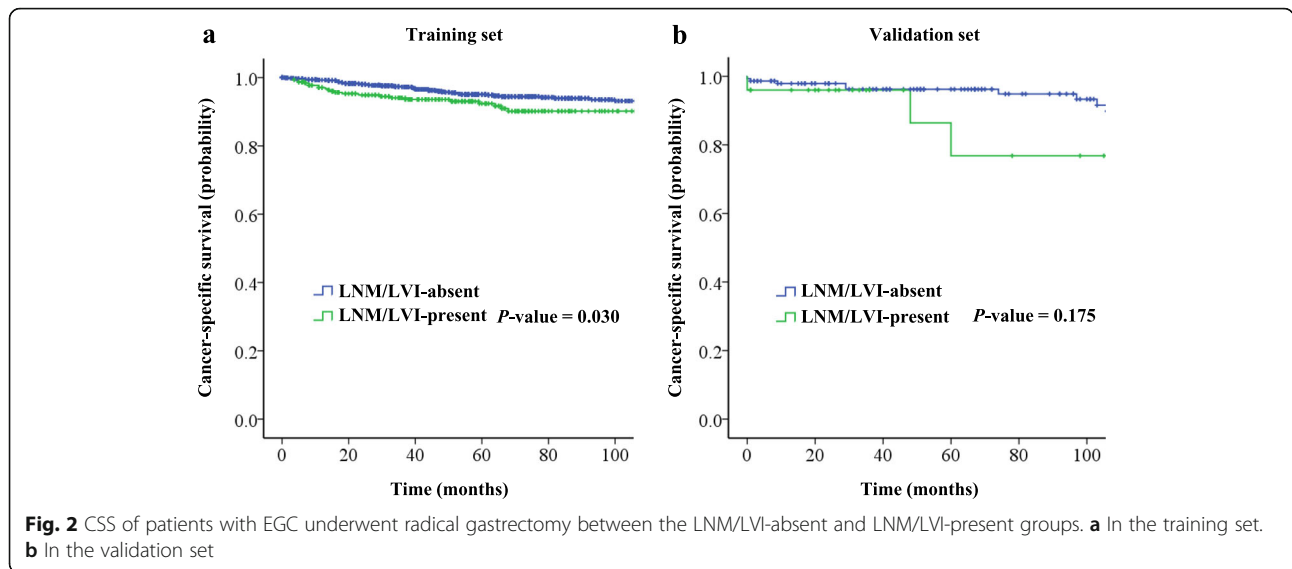 a Training set
Cancer-specific survival (probability)
1.0
0.8
0.6
0.4
0.2
0.0
LNM/LVI-absent
LNM/LVI-present P-value = 0.030
0 20 40 60 80 100
Time (months)
b Validation set
Cancer-specific survival (probability)
1.0
0.8
0.6
0.4
0.2
0.0
LNM/LVI-absent
LNM/LVI-present P-value = 0.175
0 20 40 60 80 100
Time (months)
Fig. 2 CSS of patients with EGC underwent radical gastrectomy between the LNM/LVI-absent and LNM/LVI-present groups. a In the training set.
b In the validation set